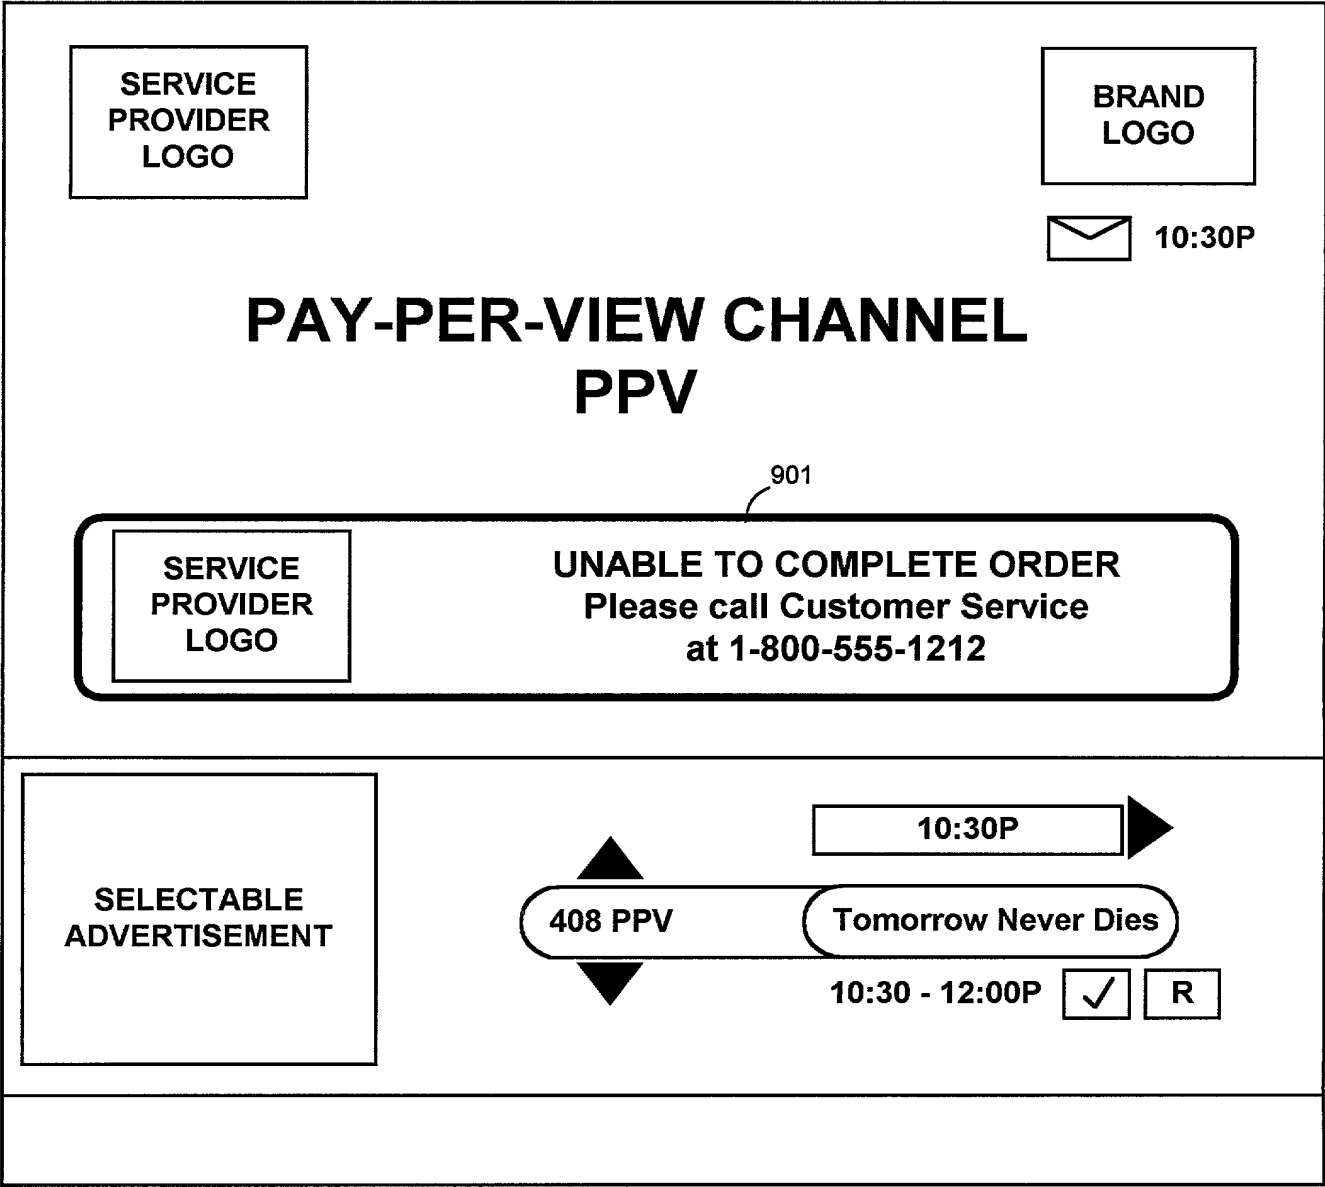 SERVICE
PROVIDER
LOGO
BRAND
LOGO
10:30P
PAY-PER-VIEW CHANNEL
PPV
901
SERVICE
PROVIDER
LOGO
UNABLE TO COMPLETE ORDER
Please call Customer Service
at 1-800-555-1212
SELECTABLE
ADVERTISEMENT
10:30P
408 PPV
Tomorrow Never Dies
10:30 - 12:00P
R